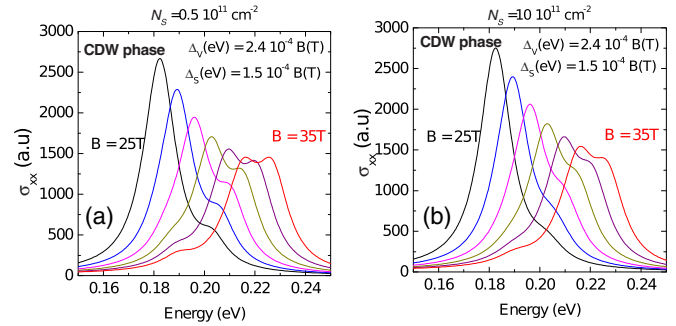 N_S = 0.5 10^11 cm^-2
CDW phase
Δ_V(eV) = 2.4 10^-4 B(T)
Δ_S(eV) = 1.5 10^-4 B(T)
B = 25T
B = 35T
(a)
σ_xx (a.u)
3000
2500
2000
1500
1000
500
0
0.16 0.18 0.20 0.22 0.24
Energy (eV)
N_S = 10 10^11 cm^-2
CDW phase
Δ_V(eV) = 2.4 10^-4 B(T)
Δ_S(eV) = 1.5 10^-4 B(T)
B = 25T
B = 35T
(b)
σ_xx (a.u)
3000
2500
2000
1500
1000
500
0
0.16 0.18 0.20 0.22 0.24
Energy (eV)